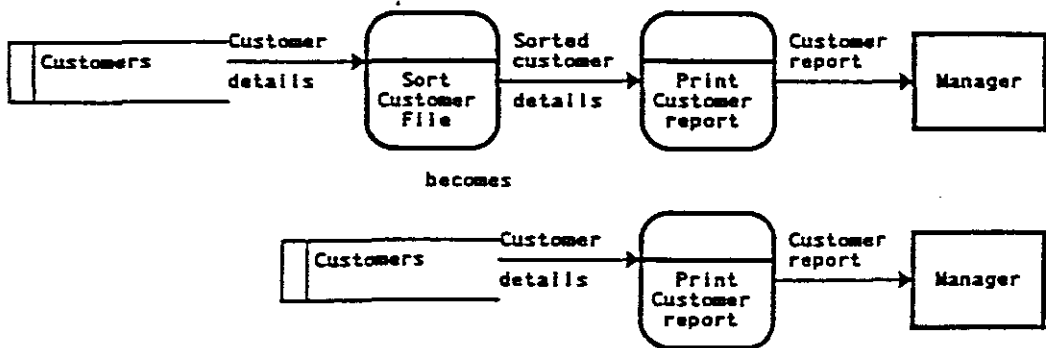 Customers
Customer
details
Sort
Customer
File
Sorted
customer
details
Print
Customer
report
Customer
report
Manager
becomes
Customers
Customer
details
Print
Customer
report
Customer
report
Manager